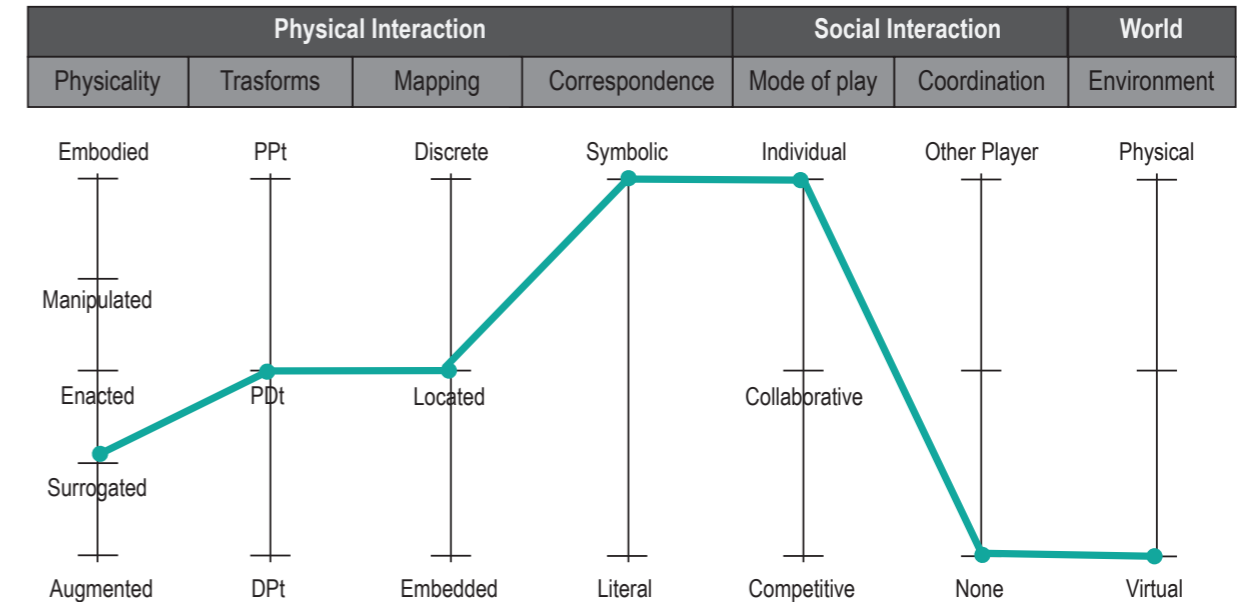 Physical Interaction Social Interaction World
Physicality Trasforms Mapping Correspondence Mode of play Coordination Environment
Embodied PPt Discrete Symbolic Individual Other Player Physical
Manipulated
Enacted PDt Located Collaborative
Surrogated
Augmented DPt Embedded Literal Competitive None Virtual